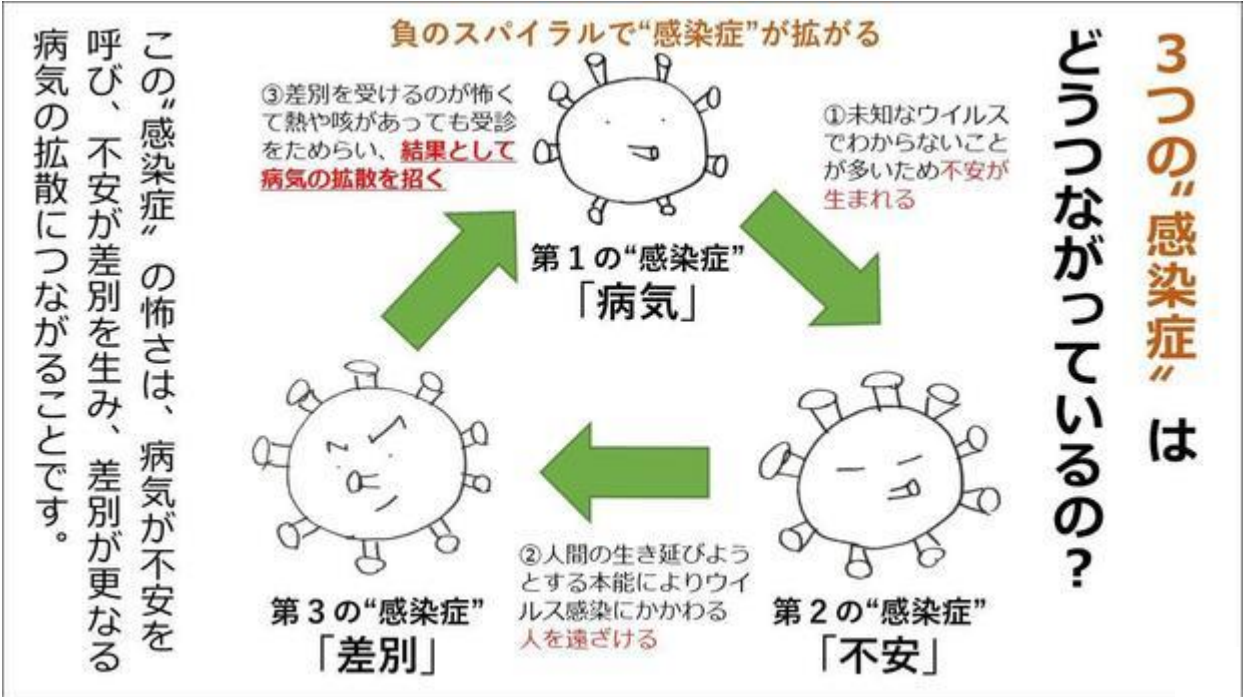 ３つの“感染症”は
どうつながっているの？
負のスパイラルで“感染症”が拡がる
①未知なウイルス
でわからないこと
が多いため不安が
生まれる
第１の“感染症”
「病気」
②人間の生き延びよう
とする本能によりウイ
ルス感染にかかわる
人を遠ざける
第２の“感染症”
「不安」
③差別を受けるのが怖く
て熱や咳があっても受診
をためらい、結果として
病気の拡散を招く
第３の“感染症”
「差別」
この“感染症”の怖さは、病気が不安を
呼び、不安が差別を生み、差別が更なる
病気の拡散につながることです。